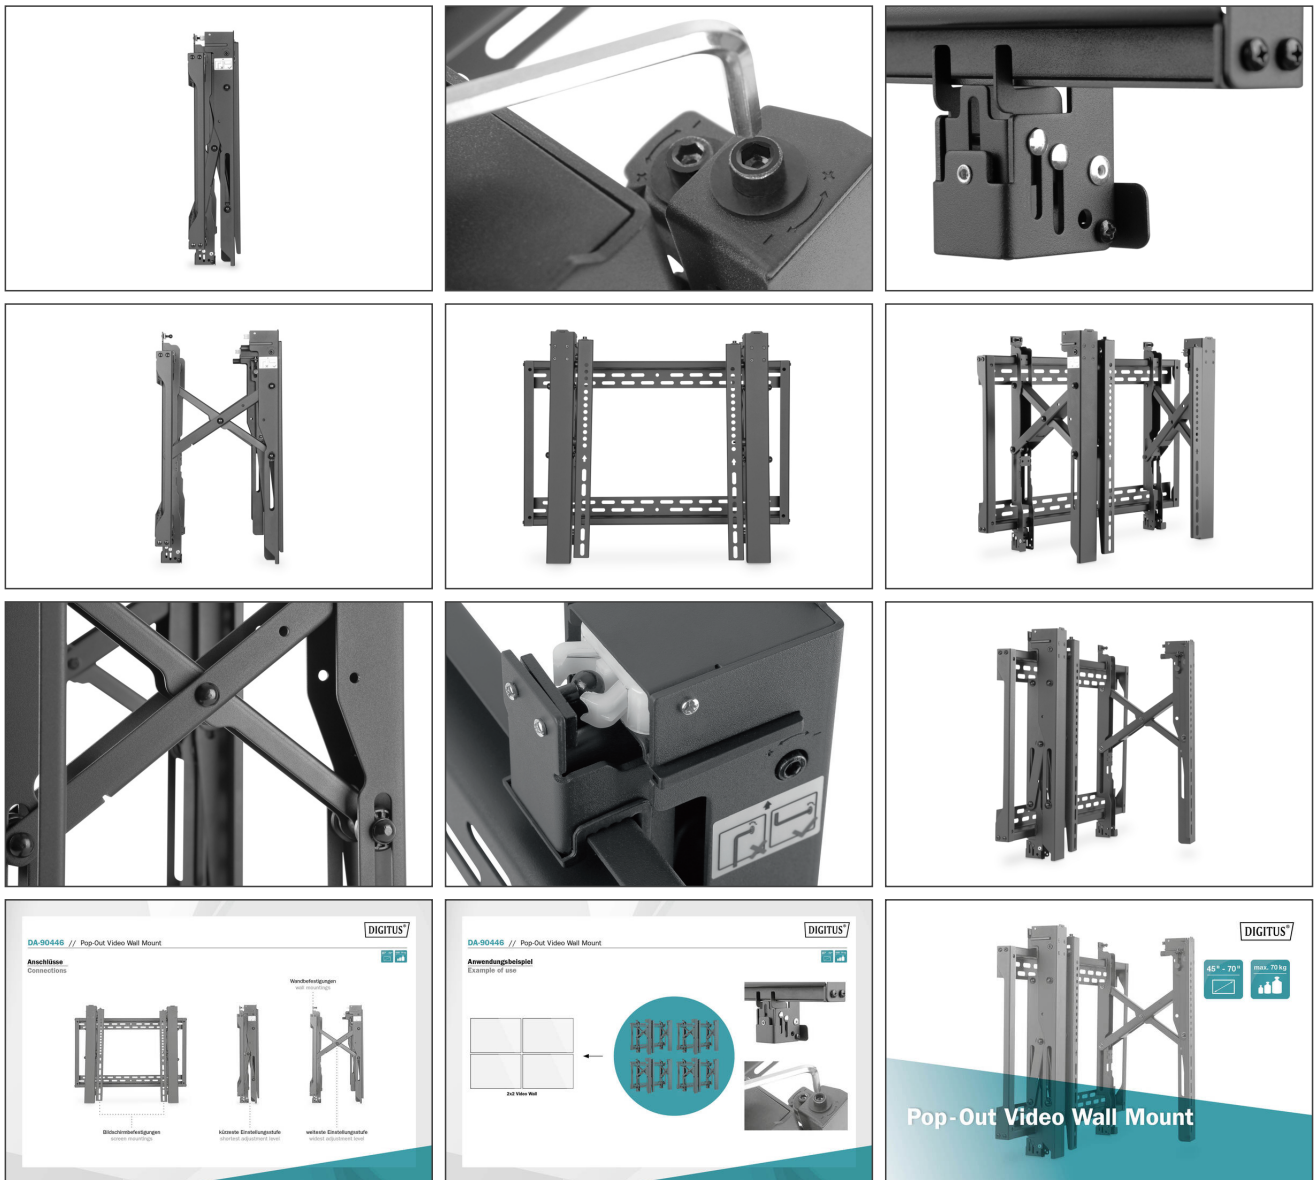 DIGITUS®
DA-90446 // Pop-Out Video Wall Mount
Anschlüsse
Connections
Wandbefestigungen
wall mountings
Bildschirmbefestigungen
screen mountings
kürzeste Einstellungsstufe
shortest adjustment level
weiteste Einstellungsstufe
widest adjustment level
DIGITUS®
DA-90446 // Pop-Out Video Wall Mount
Anwendungsbeispiel
Example of use
2x2 Video Wall
DIGITUS®
45" - 70"
max. 70 kg
Pop-Out Video Wall Mount